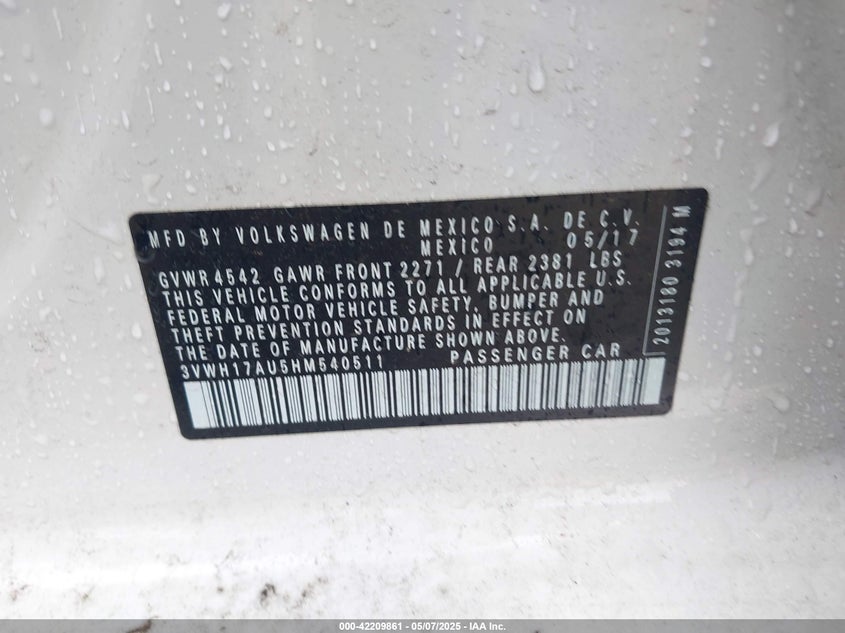 MFD BY VOLKSWAGEN DE MEXICO S.A. DE C.V.
MEXICO 05/17
GVWR 4542 GAWR FRONT 2271 / REAR 2381 LBS
THIS VEHICLE CONFORMS TO ALL APPLICABLE U.S.
FEDERAL MOTOR VEHICLE SAFETY, BUMPER AND
THEFT PREVENTION STANDARDS IN EFFECT ON
THE DATE OF MANUFACTURE SHOWN ABOVE.
3VWH17AU5HM540511 PASSENGER CAR
2013180 3194 M
000-42209861 - 05/07/2025 - IAA Inc.